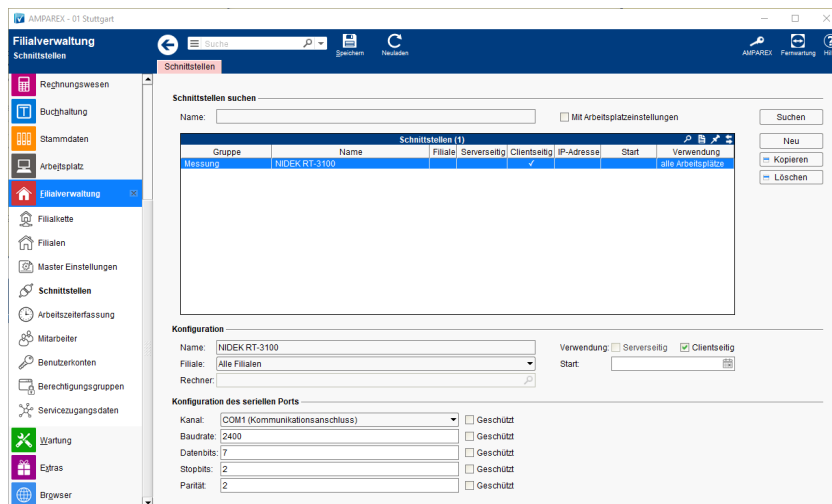 AMPAREX - 01 Stuttgart
Filialverwaltung
Schnittstellen
Suche
Speichern
Neuladen
AMPAREX
Fernwartung
Schnittstellen
Rechnungswesen
Buchhaltung
Stammdaten
Arbeitsplatz
Filialverwaltung
Filialkette
Filialen
Master Einstellungen
Schnittstellen
Arbeitszeiterfassung
Mitarbeiter
Benutzerkonten
Berechtigungsgruppen
Servicezugangsdaten
Wartung
Extras
Browser
Schnittstellen suchen
Name:
Mit Arbeitsplatzeinstellungen
Suchen
Neu
Kopieren
Löschen
Schnittstellen (1)
Gruppe Name Filiale Serverseitig Clientseitig IP-Adresse Start Verwendung
Messung NIDEK RT-3100 ✓ alle Arbeitsplätze
Konfiguration
Name: NIDEK RT-3100 Verwendung: Serverseitig Clientseitig
Filiale: Alle Filialen Start:
Rechner:
Konfiguration des seriellen Ports
Kanal: COM1 (Kommunikationsanschluss) Geschützt
Baudrate: 2400 Geschützt
Datenbits: 7 Geschützt
Stopbits: 2 Geschützt
Parität: 2 Geschützt